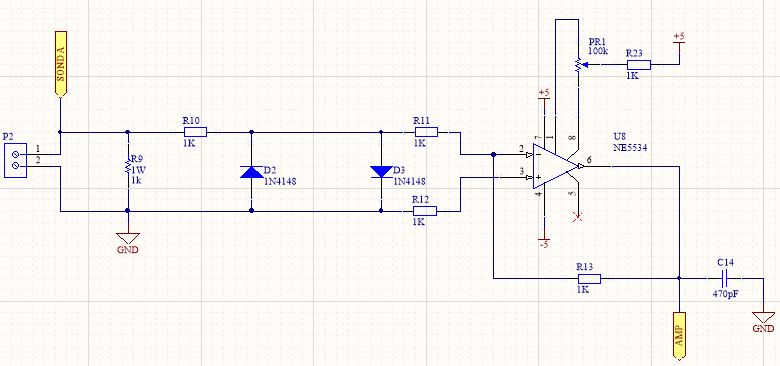 SONDA
P2
1
2
R9
1W
1k
GND
R10
1K
D2
1N4148
D3
1N4148
R11
1K
R12
1K
+5
7
1
8
2
3
4
5
6
-5
U8
NE5534
PR1
100k
R23
1K
+5
R13
1K
C14
470pF
GND
AMP